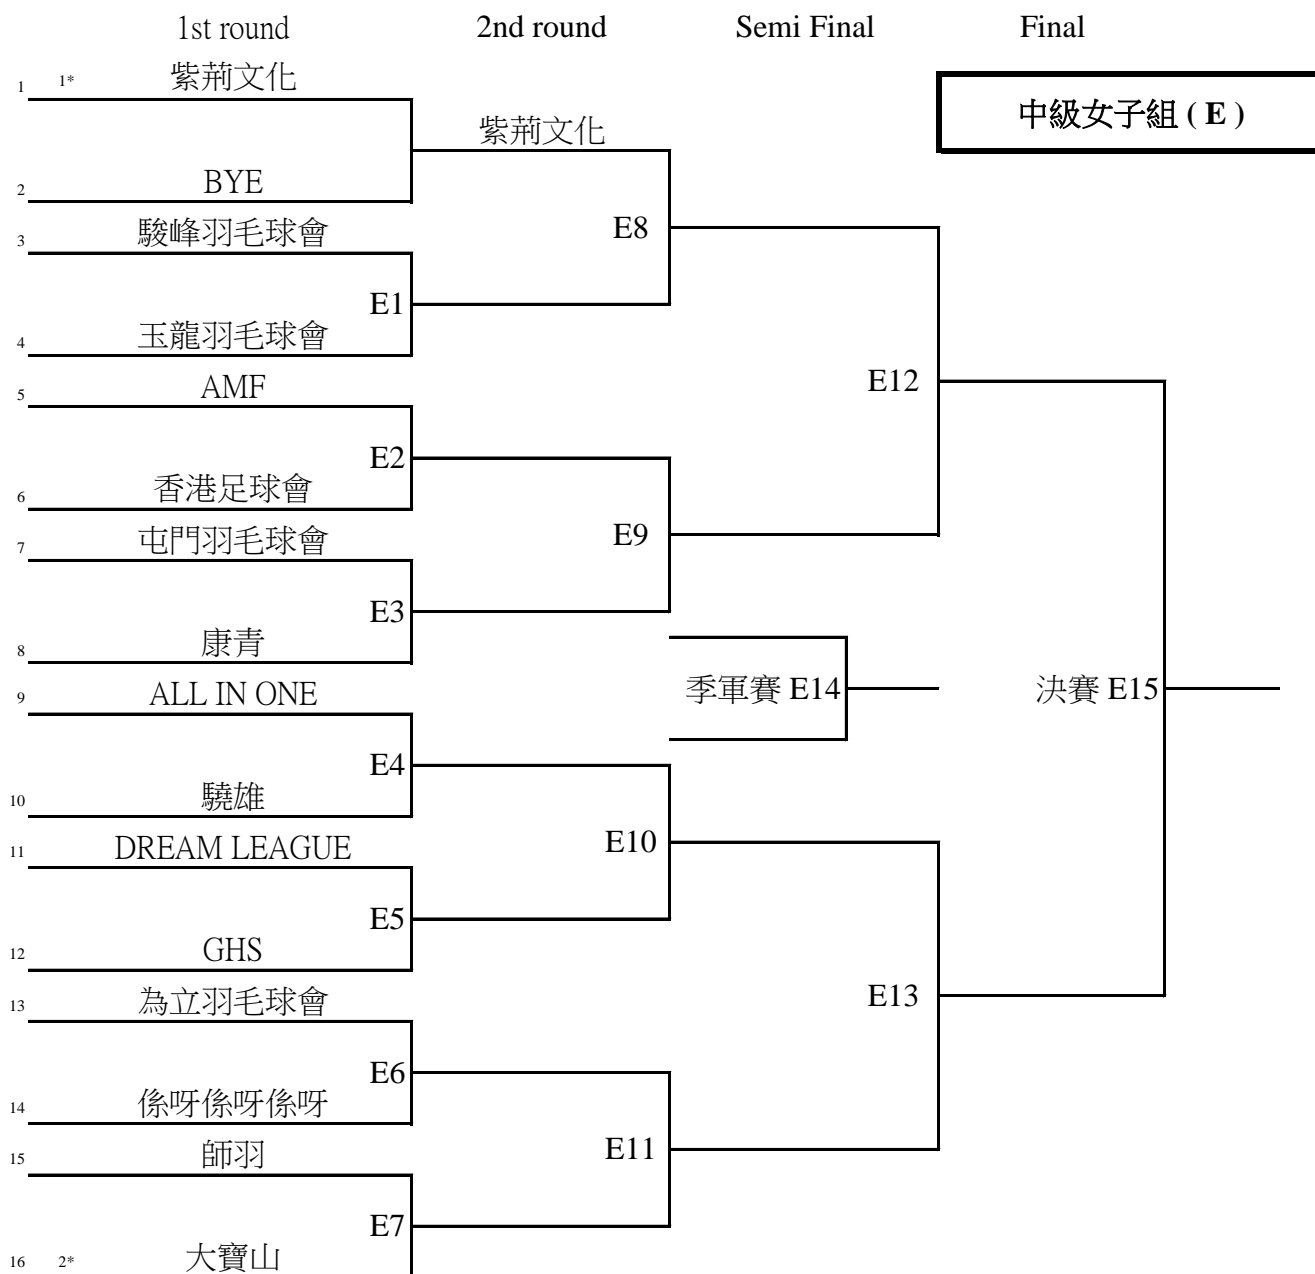 1st round 2nd round Semi Final Final
1 1* 紫荊文化
中級女子組 ( E )
紫荊文化
2 BYE
3 駿峰羽毛球會
E8
E1
4 玉龍羽毛球會
5 AMF
E12
E2
6 香港足球會
7 屯門羽毛球會
E9
E3
8 康青
9 ALL IN ONE
季軍賽 E14
決賽 E15
E4
10 驍雄
11 DREAM LEAGUE
E10
E5
12 GHS
13 為立羽毛球會
E13
E6
14 係呀係呀係呀
15 師羽
E11
E7
16 2* 大寶山